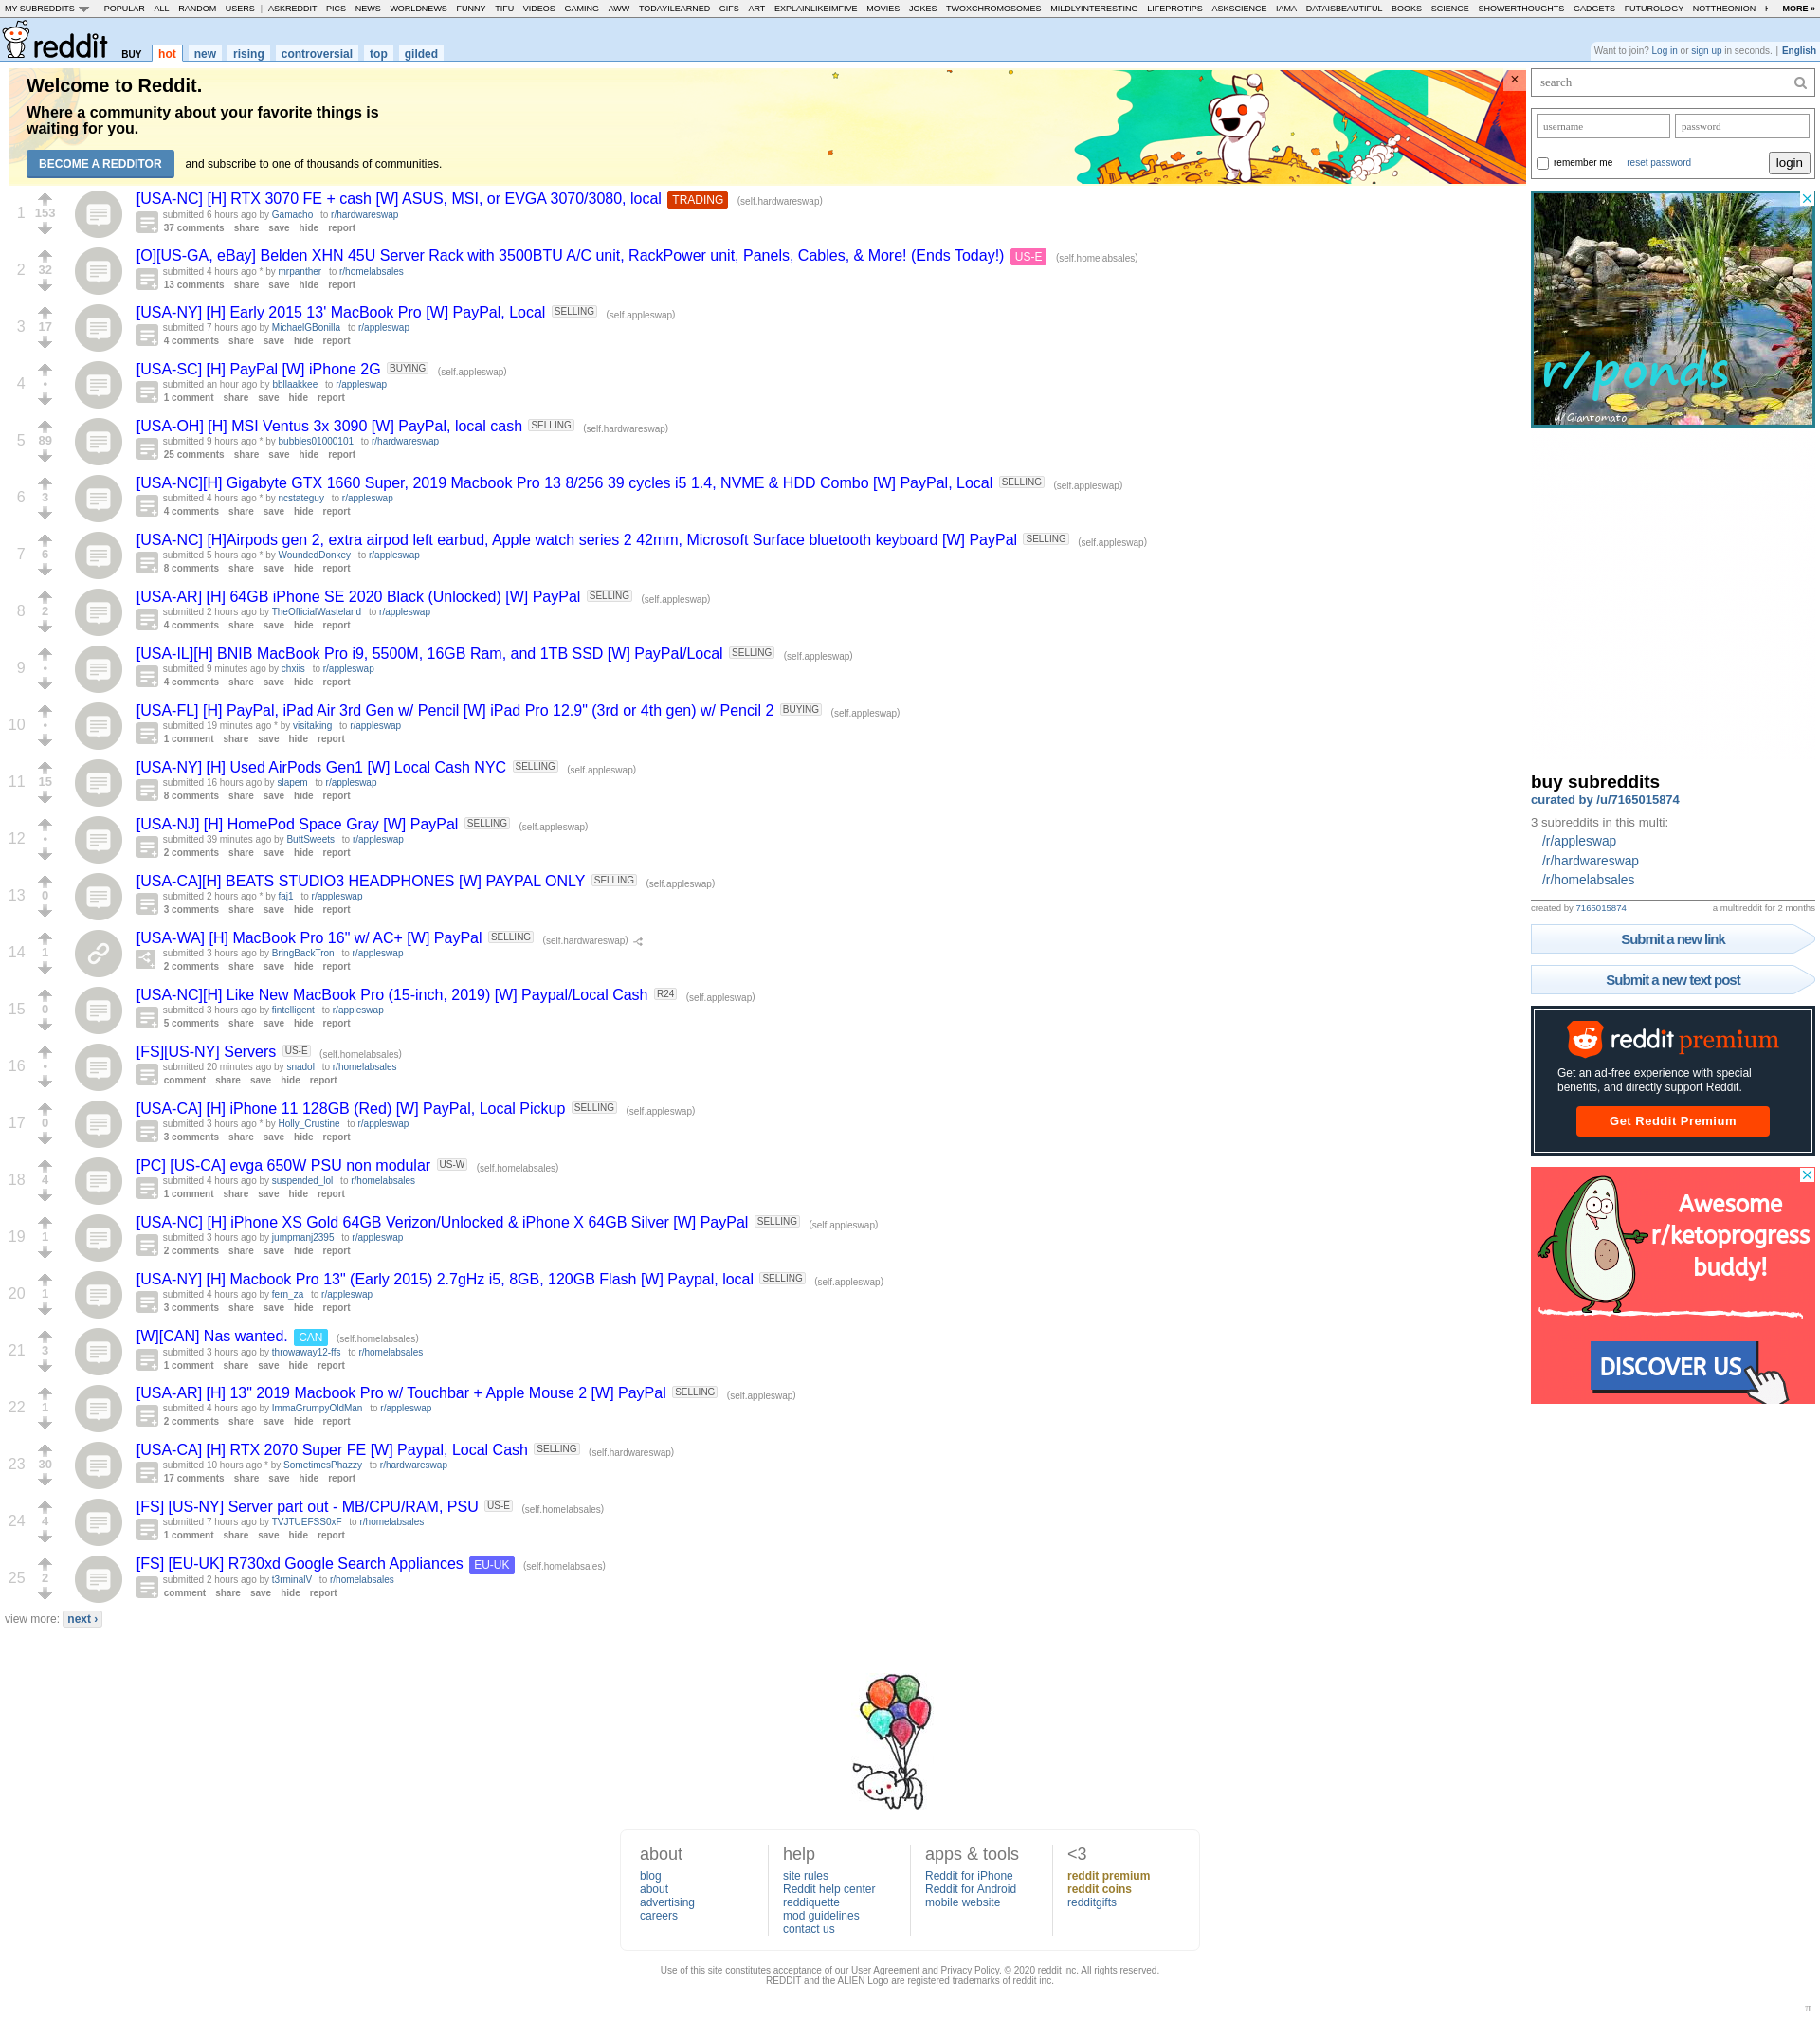 MY SUBREDDITS POPULAR - ALL - RANDOM - USERS | ASKREDDIT - PICS - NEWS - WORLDNEWS - FUNNY - TIFU - VIDEOS - GAMING - AWW - TODAYILEARNED - GIFS - ART - EXPLAINLIKEIMFIVE - MOVIES - JOKES - TWOXCHROMOSOMES - MILDLYINTERESTING - LIFEPROTIPS - ASKSCIENCE - IAMA - DATAISBEAUTIFUL - BOOKS - SCIENCE - SHOWERTHOUGHTS - GADGETS - FUTUROLOGY - NOTTHEONION - MORE »
reddit BUY hot new rising controversial top gilded
Want to join? Log in or sign up in seconds. | English
Welcome to Reddit.
Where a community about your favorite things is
waiting for you.
BECOME A REDDITOR and subscribe to one of thousands of communities.
×
1 153 [USA-NC] [H] RTX 3070 FE + cash [W] ASUS, MSI, or EVGA 3070/3080, local TRADING (self.hardwareswap)
submitted 6 hours ago by Gamacho to r/hardwareswap
37 comments share save hide report
2 32 [O][US-GA, eBay] Belden XHN 45U Server Rack with 3500BTU A/C unit, RackPower unit, Panels, Cables, & More! (Ends Today!) US-E (self.homelabsales)
submitted 4 hours ago * by mrpanther to r/homelabsales
13 comments share save hide report
3 17 [USA-NY] [H] Early 2015 13' MacBook Pro [W] PayPal, Local SELLING (self.appleswap)
submitted 7 hours ago by MichaelGBonilla to r/appleswap
4 comments share save hide report
4 • [USA-SC] [H] PayPal [W] iPhone 2G BUYING (self.appleswap)
submitted an hour ago by bbllaakkee to r/appleswap
1 comment share save hide report
5 89 [USA-OH] [H] MSI Ventus 3x 3090 [W] PayPal, local cash SELLING (self.hardwareswap)
submitted 9 hours ago * by bubbles01000101 to r/hardwareswap
25 comments share save hide report
6 3 [USA-NC][H] Gigabyte GTX 1660 Super, 2019 Macbook Pro 13 8/256 39 cycles i5 1.4, NVME & HDD Combo [W] PayPal, Local SELLING (self.appleswap)
submitted 4 hours ago * by ncstateguy to r/appleswap
4 comments share save hide report
7 6 [USA-NC] [H]Airpods gen 2, extra airpod left earbud, Apple watch series 2 42mm, Microsoft Surface bluetooth keyboard [W] PayPal SELLING (self.appleswap)
submitted 5 hours ago * by WoundedDonkey to r/appleswap
8 comments share save hide report
8 2 [USA-AR] [H] 64GB iPhone SE 2020 Black (Unlocked) [W] PayPal SELLING (self.appleswap)
submitted 2 hours ago by TheOfficialWasteland to r/appleswap
4 comments share save hide report
9 • [USA-IL][H] BNIB MacBook Pro i9, 5500M, 16GB Ram, and 1TB SSD [W] PayPal/Local SELLING (self.appleswap)
submitted 9 minutes ago by chxiis to r/appleswap
4 comments share save hide report
10 • [USA-FL] [H] PayPal, iPad Air 3rd Gen w/ Pencil [W] iPad Pro 12.9" (3rd or 4th gen) w/ Pencil 2 BUYING (self.appleswap)
submitted 19 minutes ago * by visitaking to r/appleswap
1 comment share save hide report
11 15 [USA-NY] [H] Used AirPods Gen1 [W] Local Cash NYC SELLING (self.appleswap)
submitted 16 hours ago by slapem to r/appleswap
8 comments share save hide report
12 • [USA-NJ] [H] HomePod Space Gray [W] PayPal SELLING (self.appleswap)
submitted 39 minutes ago by ButtSweets to r/appleswap
2 comments share save hide report
13 0 [USA-CA][H] BEATS STUDIO3 HEADPHONES [W] PAYPAL ONLY SELLING (self.appleswap)
submitted 2 hours ago * by faj1 to r/appleswap
3 comments share save hide report
14 1 [USA-WA] [H] MacBook Pro 16" w/ AC+ [W] PayPal SELLING (self.hardwareswap)
submitted 3 hours ago by BringBackTron to r/appleswap
2 comments share save hide report
15 0 [USA-NC][H] Like New MacBook Pro (15-inch, 2019) [W] Paypal/Local Cash R24 (self.appleswap)
submitted 3 hours ago by fintelligent to r/appleswap
5 comments share save hide report
16 • [FS][US-NY] Servers US-E (self.homelabsales)
submitted 20 minutes ago by snadol to r/homelabsales
comment share save hide report
17 0 [USA-CA] [H] iPhone 11 128GB (Red) [W] PayPal, Local Pickup SELLING (self.appleswap)
submitted 3 hours ago * by Holly_Crustine to r/appleswap
3 comments share save hide report
18 4 [PC] [US-CA] evga 650W PSU non modular US-W (self.homelabsales)
submitted 4 hours ago by suspended_lol to r/homelabsales
1 comment share save hide report
19 1 [USA-NC] [H] iPhone XS Gold 64GB Verizon/Unlocked & iPhone X 64GB Silver [W] PayPal SELLING (self.appleswap)
submitted 3 hours ago by jumpmanj2395 to r/appleswap
2 comments share save hide report
20 1 [USA-NY] [H] Macbook Pro 13" (Early 2015) 2.7gHz i5, 8GB, 120GB Flash [W] Paypal, local SELLING (self.appleswap)
submitted 4 hours ago by fern_za to r/appleswap
3 comments share save hide report
21 3 [W][CAN] Nas wanted. CAN (self.homelabsales)
submitted 3 hours ago by throwaway12-ffs to r/homelabsales
1 comment share save hide report
22 1 [USA-AR] [H] 13" 2019 Macbook Pro w/ Touchbar + Apple Mouse 2 [W] PayPal SELLING (self.appleswap)
submitted 4 hours ago by ImmaGrumpyOldMan to r/appleswap
2 comments share save hide report
23 30 [USA-CA] [H] RTX 2070 Super FE [W] Paypal, Local Cash SELLING (self.hardwareswap)
submitted 10 hours ago * by SometimesPhazzy to r/hardwareswap
17 comments share save hide report
24 4 [FS] [US-NY] Server part out - MB/CPU/RAM, PSU US-E (self.homelabsales)
submitted 7 hours ago by TVJTUEFSS0xF to r/homelabsales
1 comment share save hide report
25 2 [FS] [EU-UK] R730xd Google Search Appliances EU-UK (self.homelabsales)
submitted 2 hours ago by t3rminalV to r/homelabsales
comment share save hide report
view more: next ›
search
username password
remember me reset password login
r/ponds
u/Giantomato
buy subreddits
curated by /u/7165015874
3 subreddits in this multi:
/r/appleswap
/r/hardwareswap
/r/homelabsales
created by 7165015874 a multireddit for 2 months
Submit a new link
Submit a new text post
reddit premium
Get an ad-free experience with special
benefits, and directly support Reddit.
Get Reddit Premium
Awesome
r/ketoprogress
buddy!
DISCOVER US
about help apps & tools <3
blog site rules Reddit for iPhone reddit premium
about Reddit help center Reddit for Android reddit coins
advertising reddiquette mobile website redditgifts
careers mod guidelines
contact us
Use of this site constitutes acceptance of our User Agreement and Privacy Policy. © 2020 reddit inc. All rights reserved.
REDDIT and the ALIEN Logo are registered trademarks of reddit inc.
π